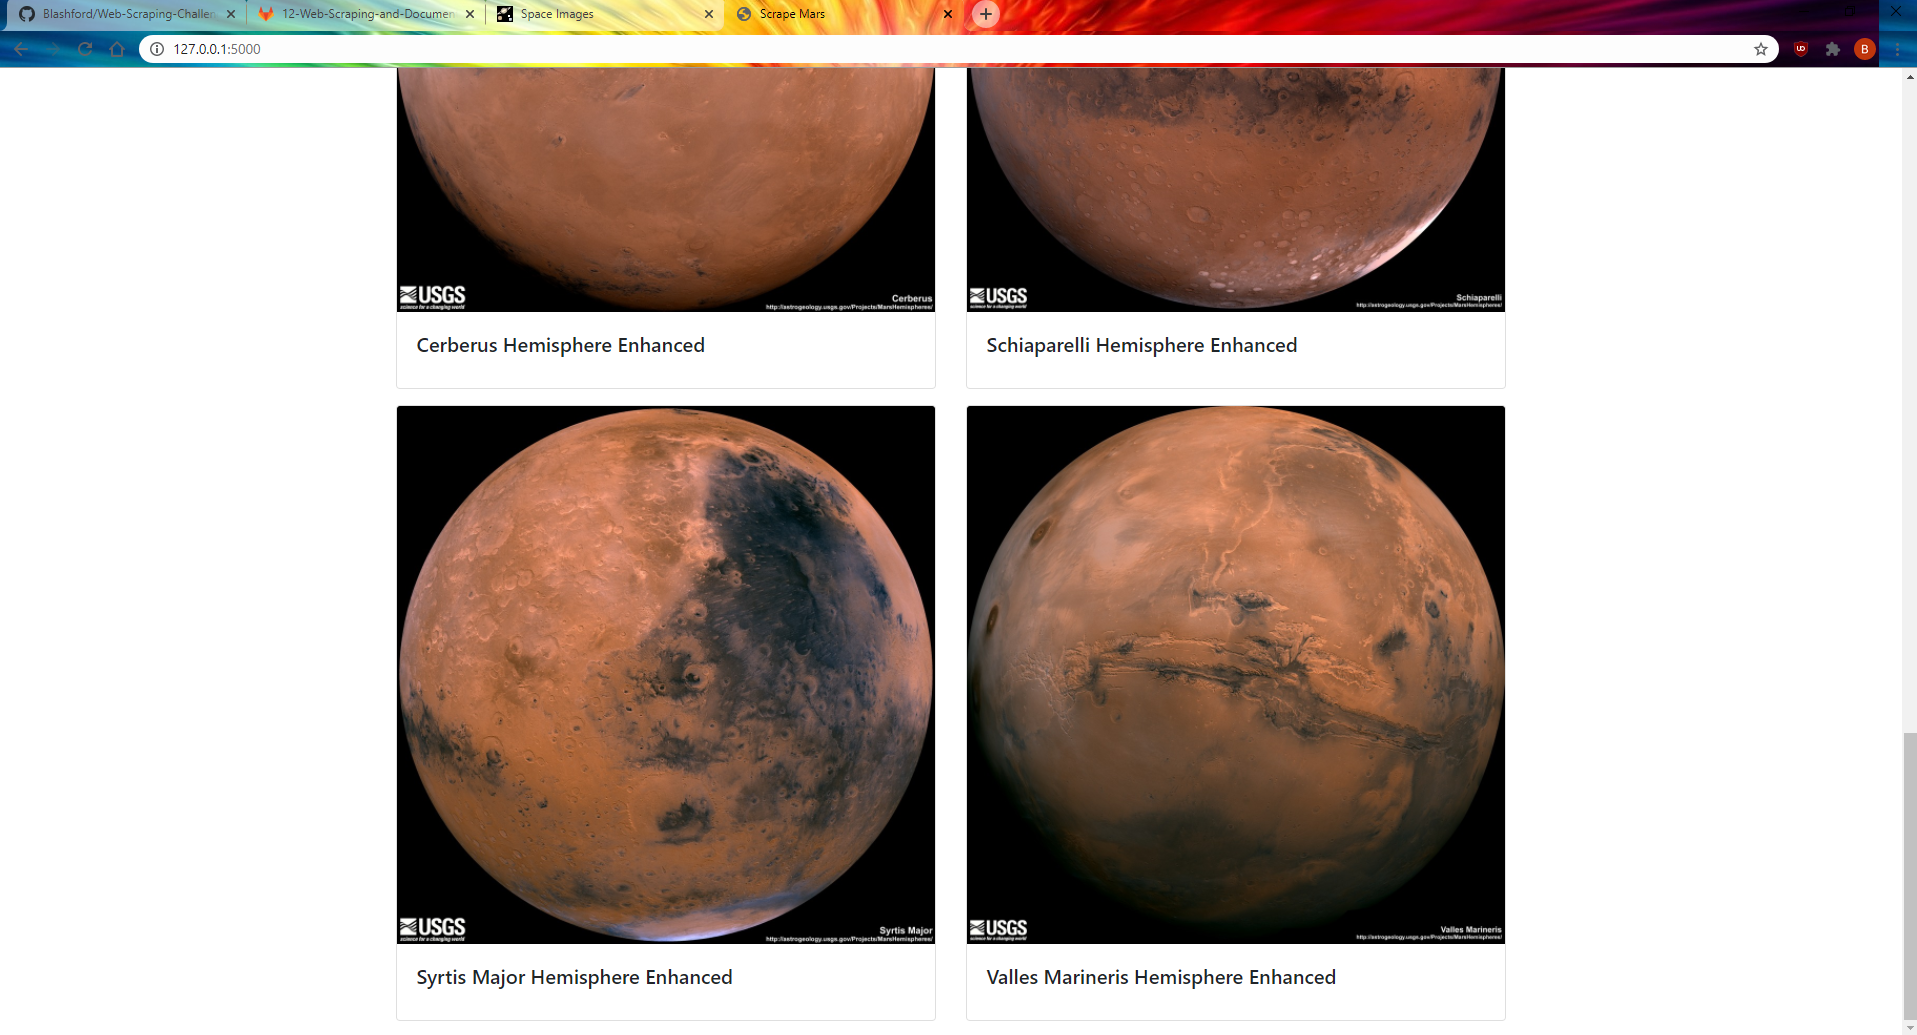 Blashford/Web-Scraping-Challen
12-Web-Scraping-and-Documen
Space Images
Scrape Mars
127.0.0.1:5000
B
USGS
science for a changing world
Cerberus
http://astrogeology.usgs.gov/Projects/MarsHemispheres/
USGS
science for a changing world
Schiaparelli
http://astrogeology.usgs.gov/Projects/MarsHemispheres/
Cerberus Hemisphere Enhanced
Schiaparelli Hemisphere Enhanced
USGS
science for a changing world
Syrtis Major
http://astrogeology.usgs.gov/Projects/MarsHemispheres/
USGS
science for a changing world
Valles Marineris
http://astrogeology.usgs.gov/Projects/MarsHemispheres/
Syrtis Major Hemisphere Enhanced
Valles Marineris Hemisphere Enhanced